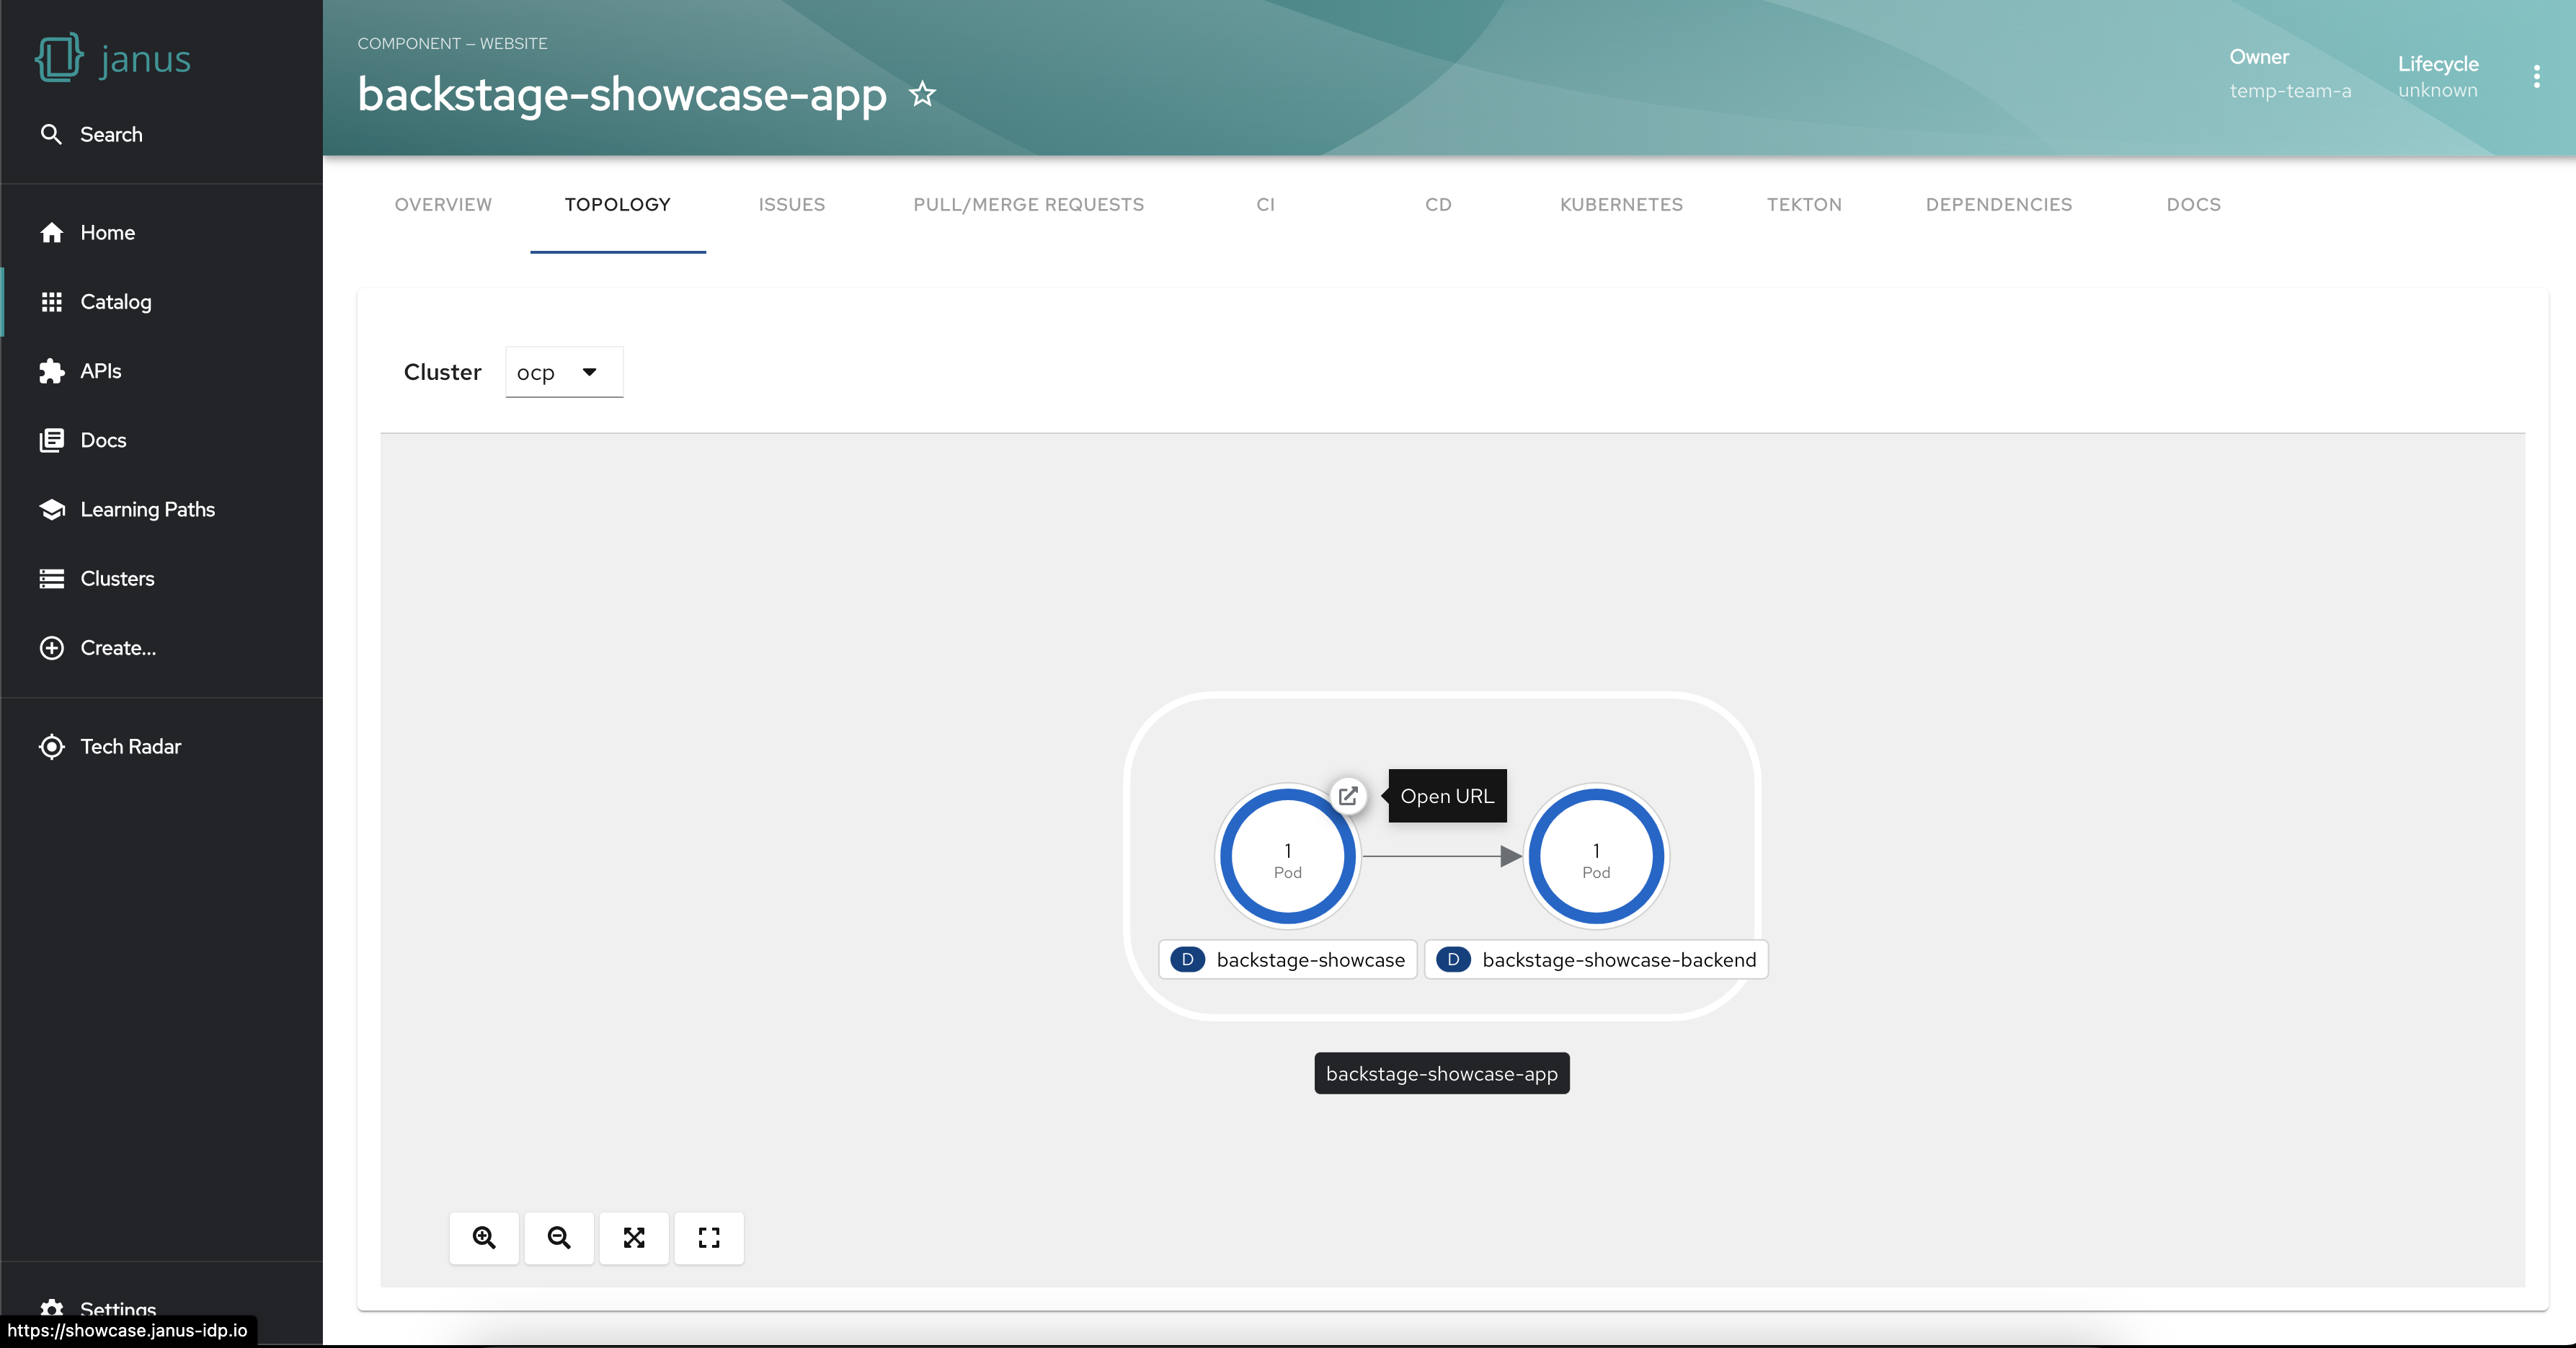 janus
Search
Home
Catalog
APIs
Docs
Learning Paths
Clusters
Create...
Tech Radar
Settings
https://showcase.janus-idp.io
COMPONENT — WEBSITE
backstage-showcase-app
Owner
temp-team-a
Lifecycle
unknown
OVERVIEW TOPOLOGY ISSUES PULL/MERGE REQUESTS CI CD KUBERNETES TEKTON DEPENDENCIES DOCS
Cluster ocp
Open URL
1
Pod
1
Pod
D backstage-showcase
D backstage-showcase-backend
backstage-showcase-app